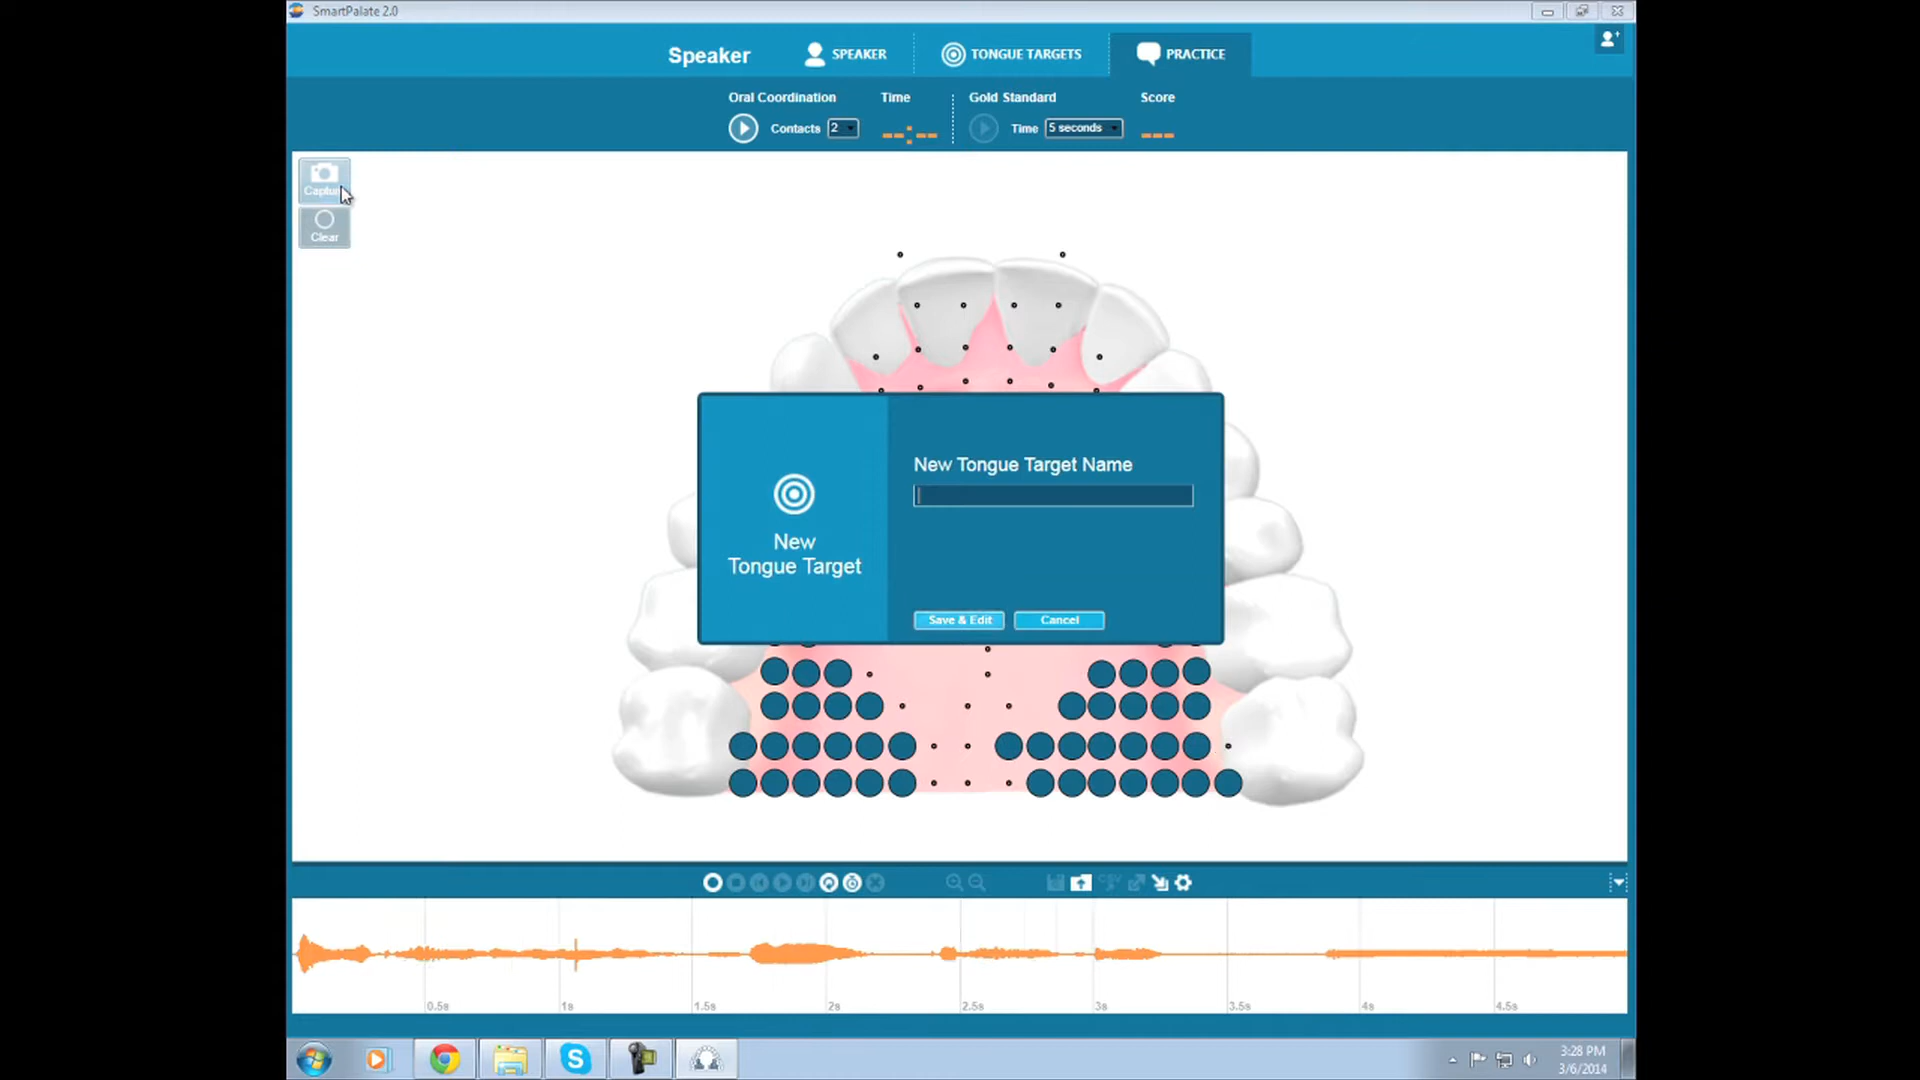 SmartPalate 2.0
Speaker SPEAKER TONGUE TARGETS PRACTICE
Oral Coordination Time Gold Standard Score
Contacts 2 --:-- Time 5 seconds ---
Capture
Clear
New Tongue Target Name
New
Tongue Target
Save & Edit Cancel
CSV
0.5s 1s 1.5s 2s 2.5s 3s 3.5s 4s 4.5s
3:28 PM
3/6/2014